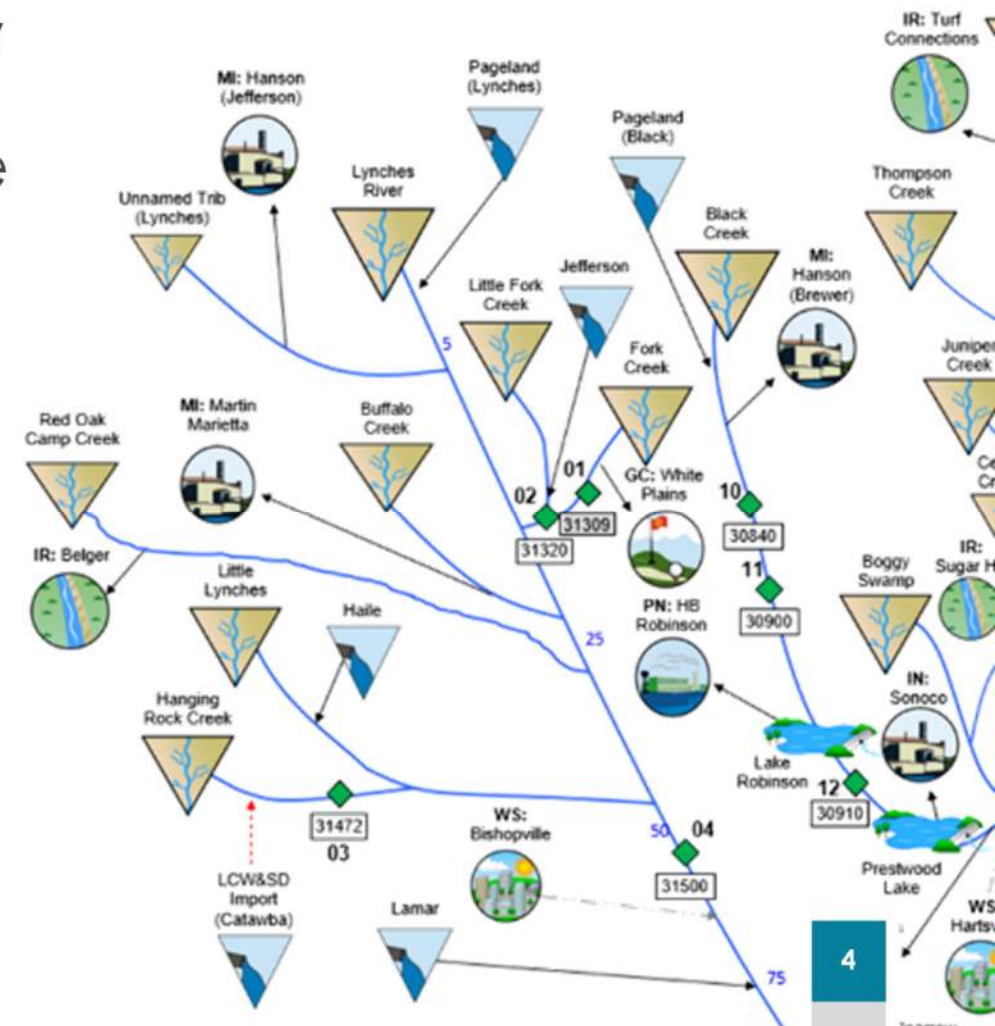 IR: Turf
Connections
MI: Hanson
(Jefferson)
Pageland
(Lynches)
Pageland
(Black)
Lynches
River
Thompson
Creek
Unnamed Trib
(Lynches)
Black
Creek
MI:
Hanson
(Brewer)
Jefferson
Little Fork
Creek
5
Fork
Creek
Juniper
Creek
MI: Martin
Marietta
Buffalo
Creek
Red Oak
Camp Creek
01
02
31309
31320
GC: White
Plains
10
30840
IR: Belger
Little
Lynches
11
30900
Boggy
Swamp
IR:
Sugar
Haile
PN: HB
Robinson
25
IN:
Sonoco
Hanging
Rock Creek
Lake
Robinson
12
30910
31472
03
WS:
Bishopville
50
04
31500
Prestwood
Lake
LCW&SD
Import
(Catawba)
Lamar
WS
4
75